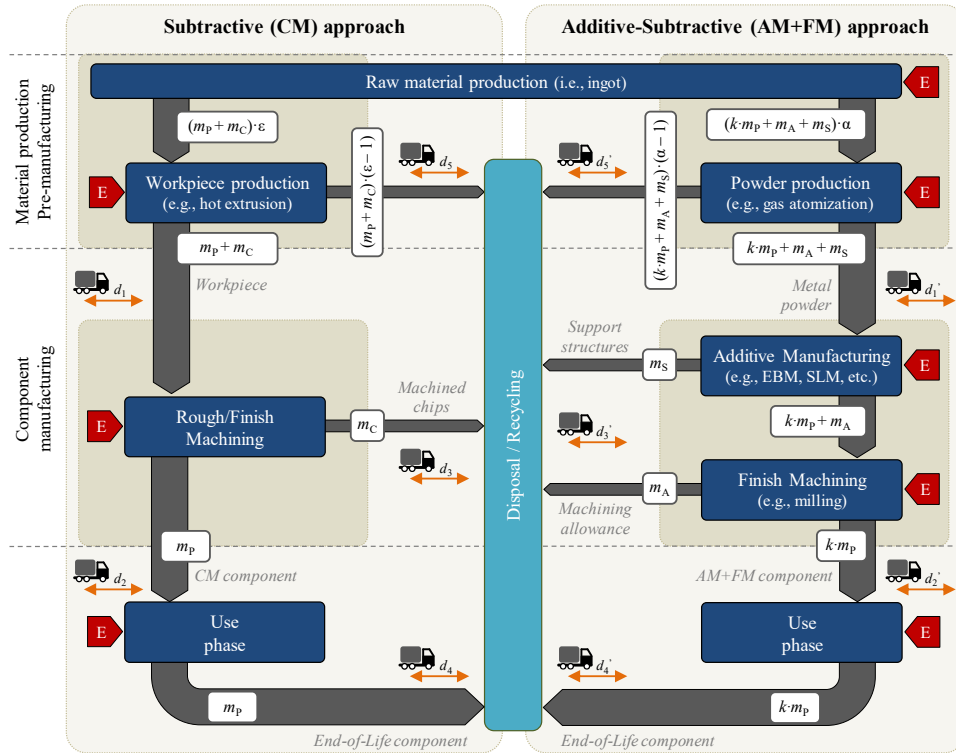 Subtractive (CM) approach
Additive-Subtractive (AM+FM) approach
Material production
Pre-manufacturing
Raw material production (i.e., ingot)
E
(mP + mC)·ε
(k·mP + mA + mS)·α
E
Workpiece production
(e.g., hot extrusion)
(mP + mC)·(ε – 1)
d5
d5'
(k·mP + mA + mS)·(α – 1)
Powder production
(e.g., gas atomization)
E
mP + mC
k·mP + mA + mS
d1
Workpiece
Metal
powder
d1'
Component
manufacturing
Support
structures
mS
Additive Manufacturing
(e.g., EBM, SLM, etc.)
E
E
Rough/Finish
Machining
Machined
chips
mC
d3
Disposal / Recycling
d3'
k·mP + mA
mA
Machining
allowance
Finish Machining
(e.g., milling)
E
mP
k·mP
d2
CM component
AM+FM component
d2'
E
Use
phase
Use
phase
E
d4
d4'
mP
k·mP
End-of-Life component
End-of-Life component